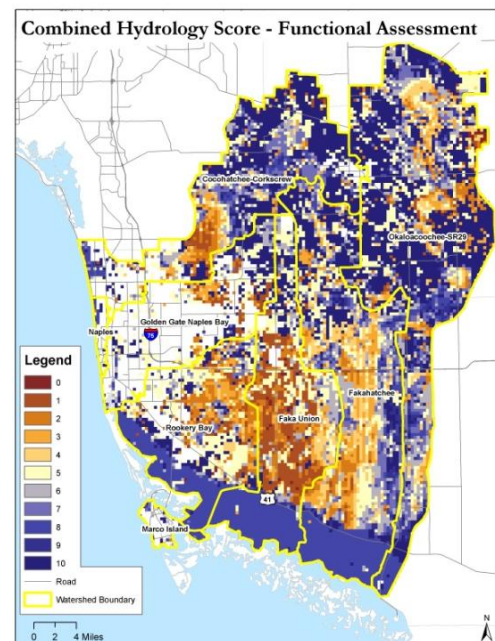 Combined Hydrology Score - Functional Assessment
Cocohatchee-Corkscrew
Okaloacoochee-SR29
Naples
Golden Gate Naples Bay
75
Legend
0
1
2
3
4
5
6
7
8
9
10
Road
Watershed Boundary
Fakahatchee
Rookery Bay
Faka Union
41
Marco Island
0 2 4 Miles
N